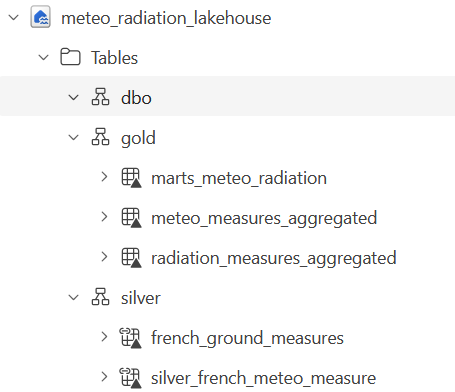 meteo_radiation_lakehouse
Tables
dbo
gold
marts_meteo_radiation
meteo_measures_aggregated
radiation_measures_aggregated
silver
french_ground_measures
silver_french_meteo_measure